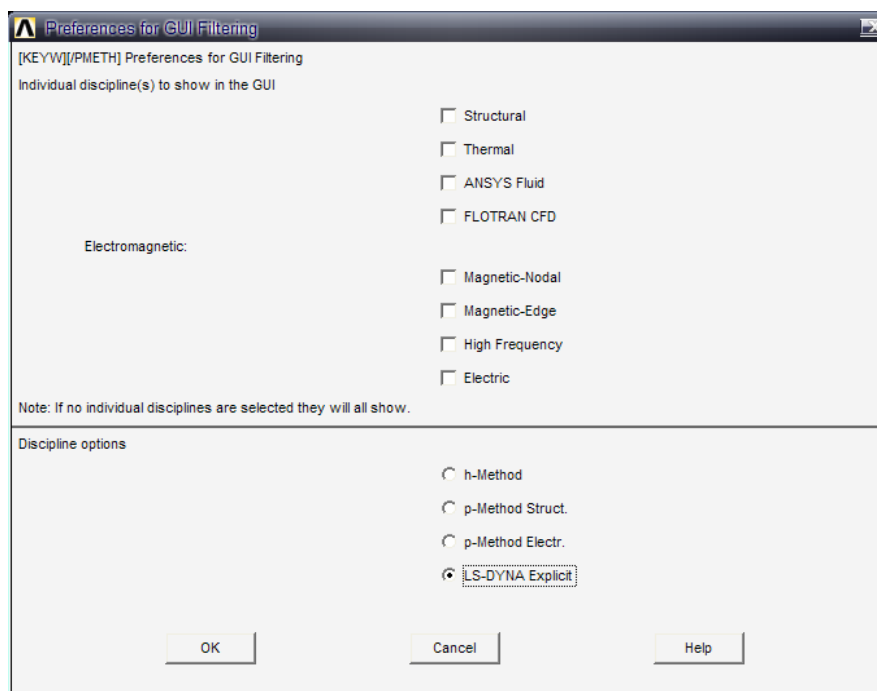 Preferences for GUI Filtering
[KEYW][/PMETH] Preferences for GUI Filtering
Individual discipline(s) to show in the GUI
Structural
Thermal
ANSYS Fluid
FLOTRAN CFD
Electromagnetic:
Magnetic-Nodal
Magnetic-Edge
High Frequency
Electric
Note: If no individual disciplines are selected they will all show.
Discipline options
h-Method
p-Method Struct.
p-Method Electr.
LS-DYNA Explicit
OK Cancel Help